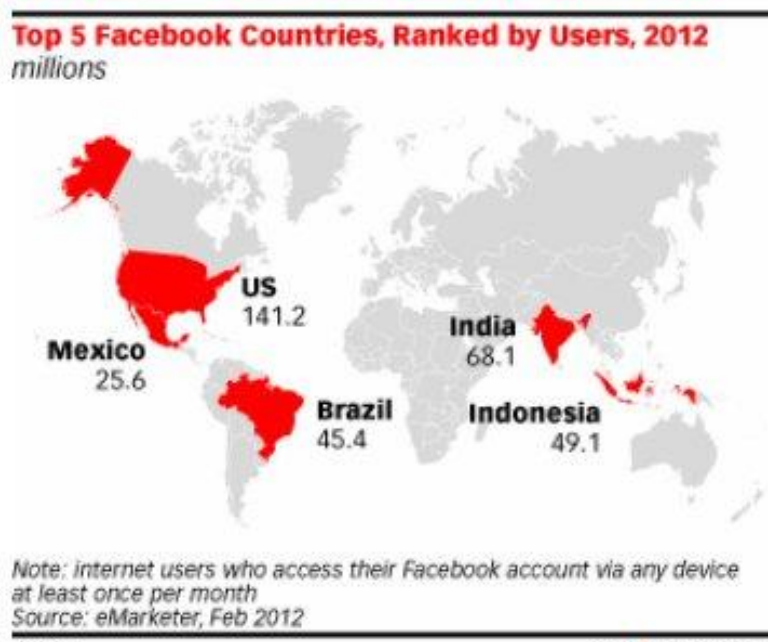 Top 5 Facebook Countries, Ranked by Users, 2012
millions
US
141.2
Mexico
25.6
India
68.1
Brazil
45.4
Indonesia
49.1
Note: internet users who access their Facebook account via any device
at least once per month
Source: eMarketer, Feb 2012